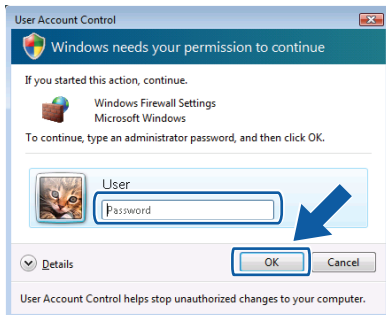 User Account Control
Windows needs your permission to continue
If you started this action, continue.
Windows Firewall Settings
Microsoft Windows
To continue, type an administrator password, and then click OK.
User
Password
Details
OK
Cancel
User Account Control helps stop unauthorized changes to your computer.